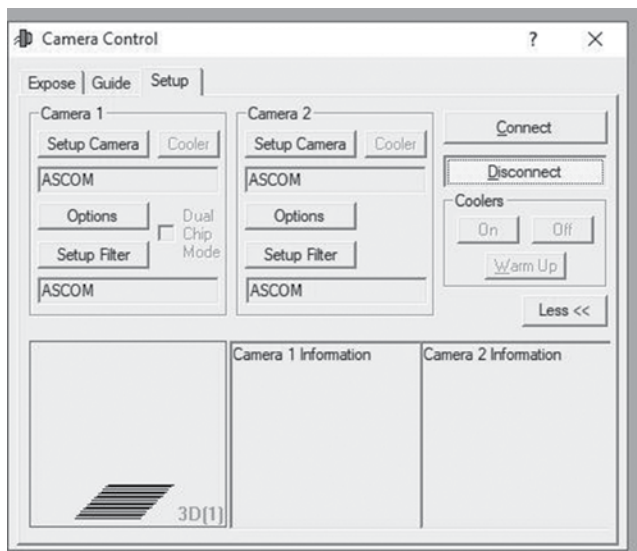 Camera Control ? ×
Expose Guide Setup
Camera 1
Setup Camera Cooler
ASCOM
Options
Dual
Chip
Mode
Setup Filter
ASCOM
Camera 2
Setup Camera Cooler
ASCOM
Options
Setup Filter
ASCOM
Connect
Disconnect
Coolers
On Off
Warm Up
Less <<
3D(1)
Camera 1 Information
Camera 2 Information